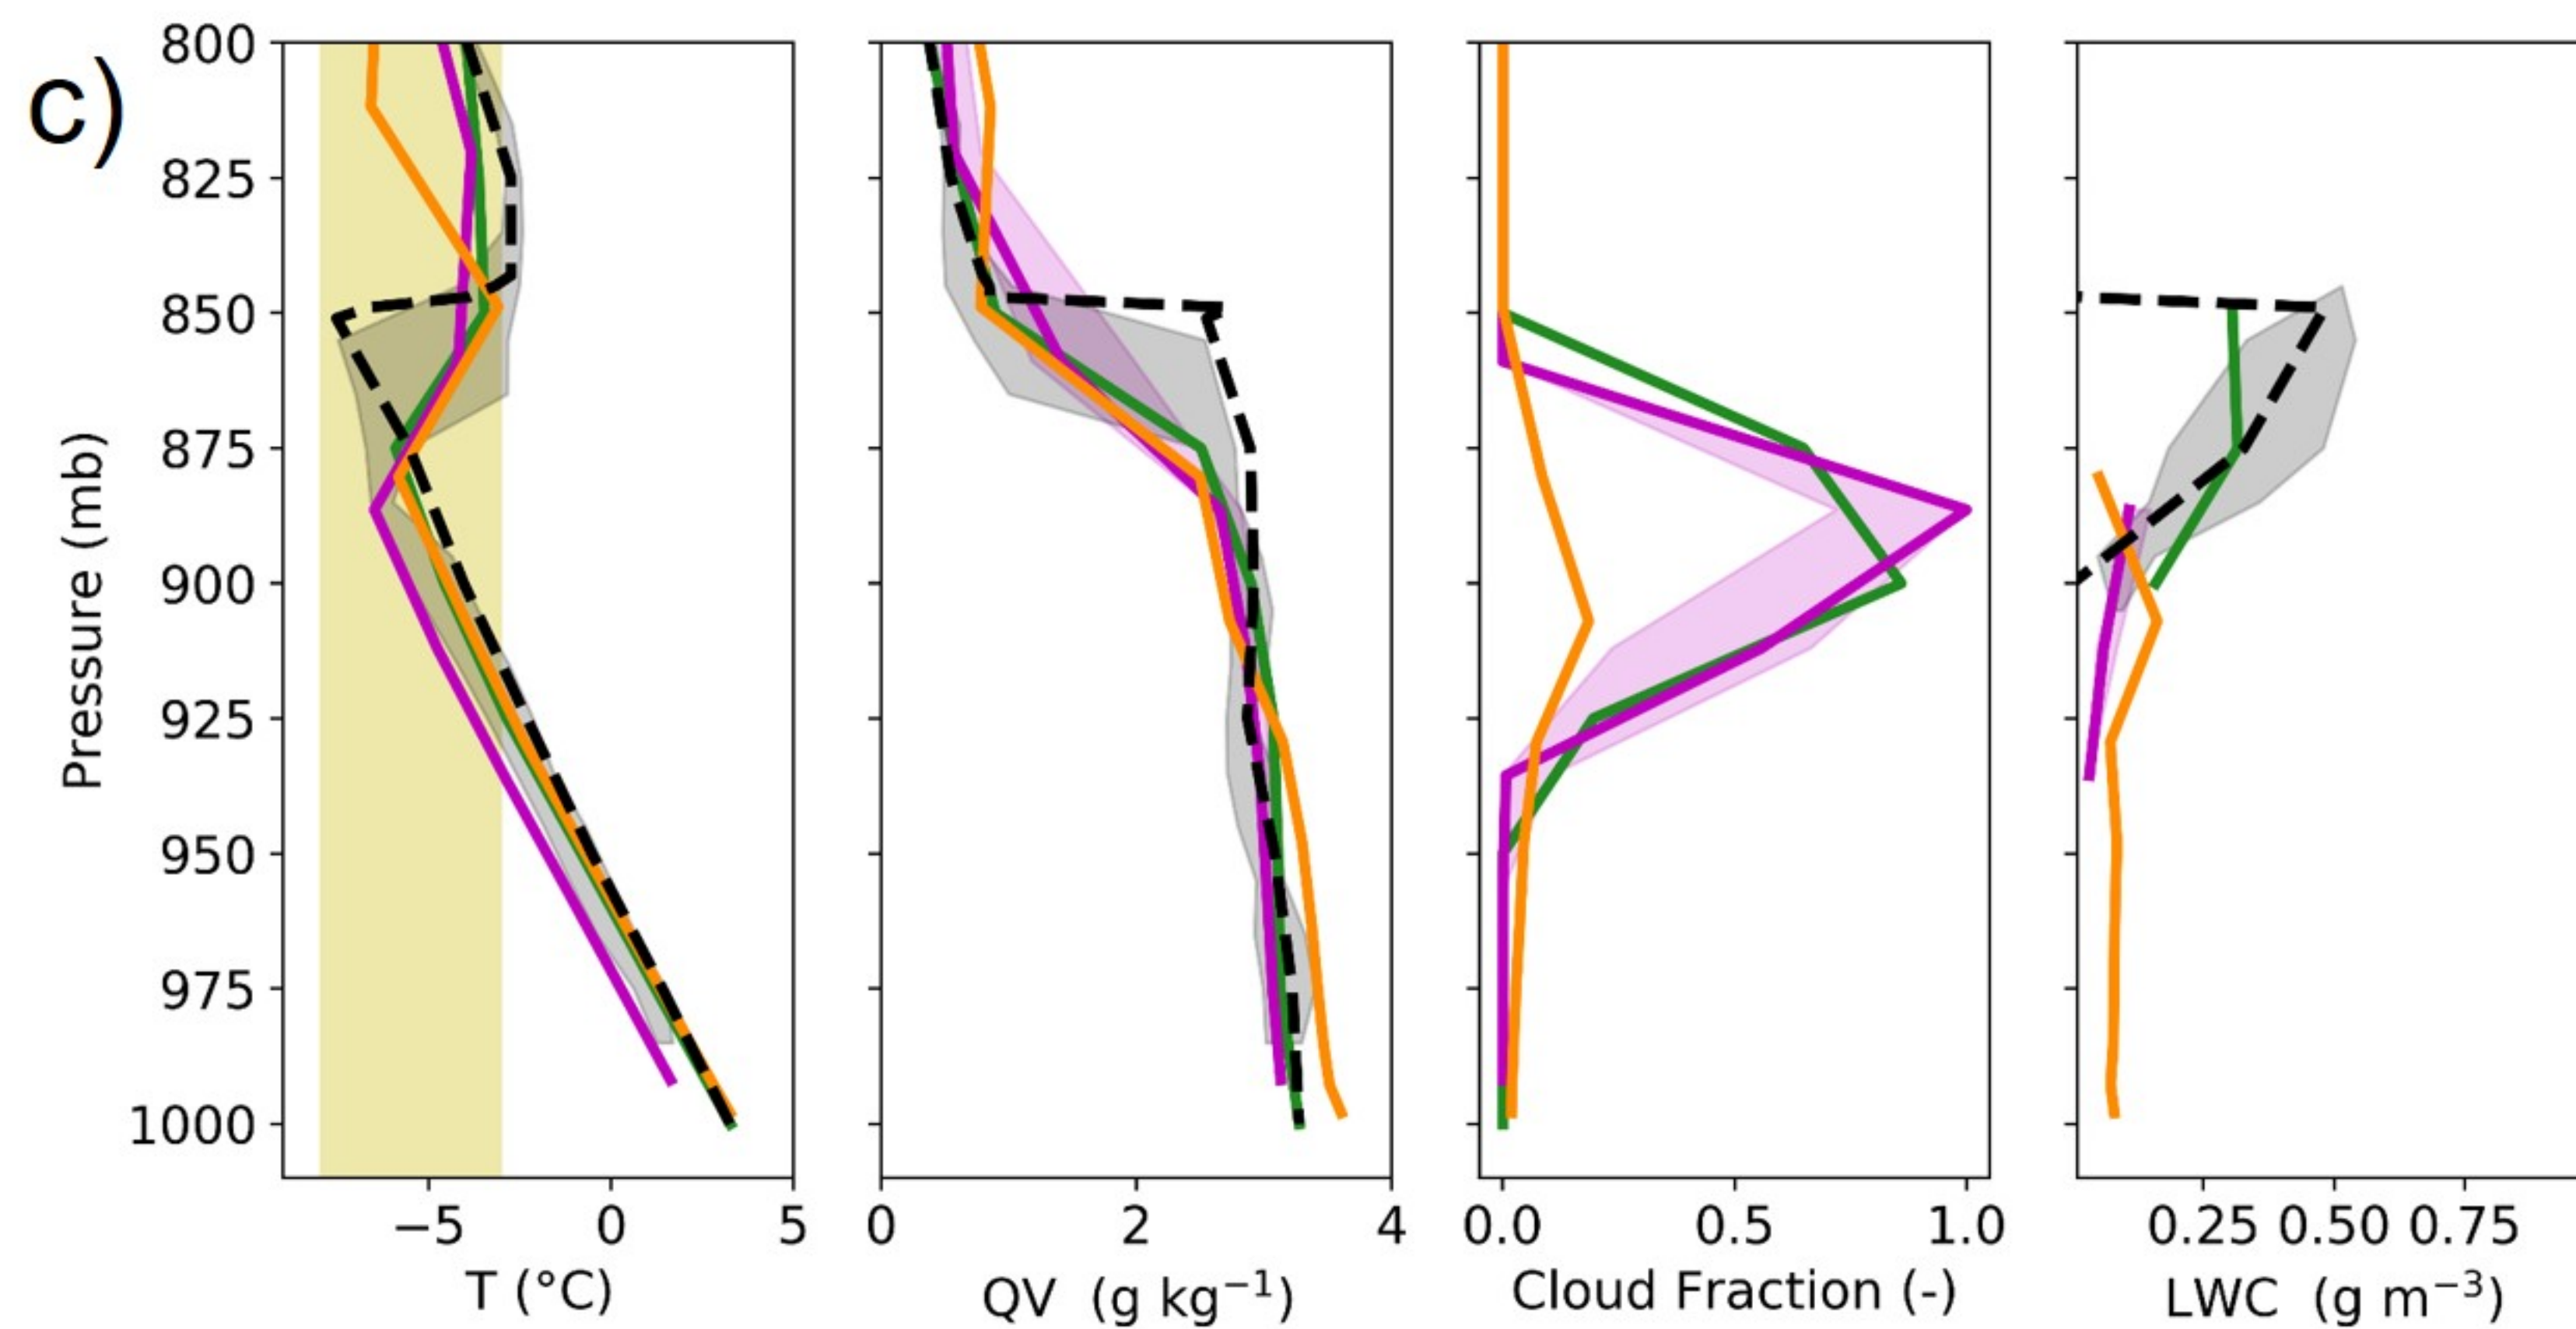 c)
Pressure (mb)
800
825
850
875
900
925
950
975
1000
−5 0 5
T (°C)
0 2 4
QV (g kg⁻¹)
0.0 0.5 1.0
Cloud Fraction (-)
0.25 0.50 0.75
LWC (g m⁻³)